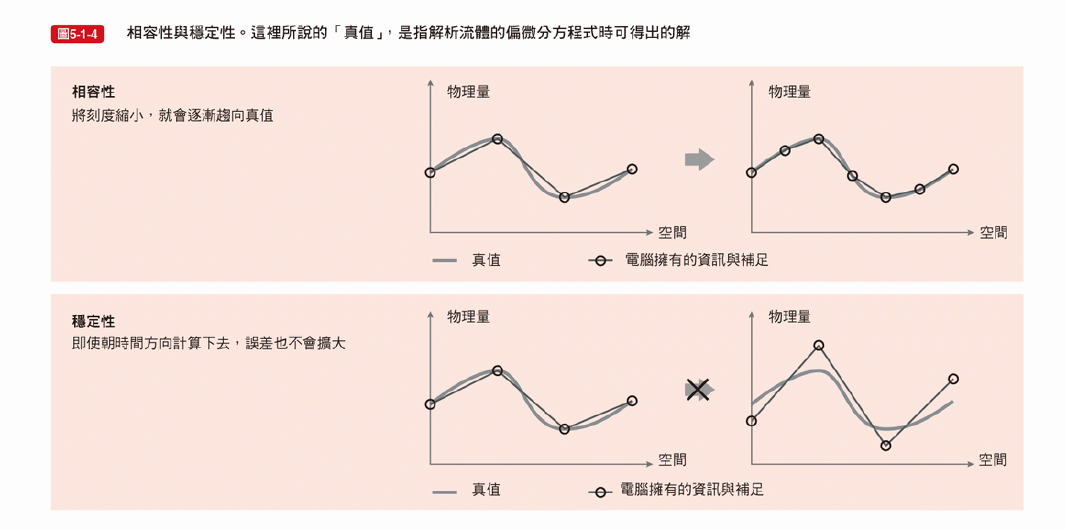 圖5-1-4 相容性與穩定性。這裡所說的「真值」，是指解析流體的偏微分方程式時可得出的解
相容性
將刻度縮小，就會逐漸趨向真值
物理量
空間
物理量
空間
真值
電腦擁有的資訊與補足
穩定性
即使朝時間方向計算下去，誤差也不會擴大
物理量
空間
物理量
空間
真值
電腦擁有的資訊與補足